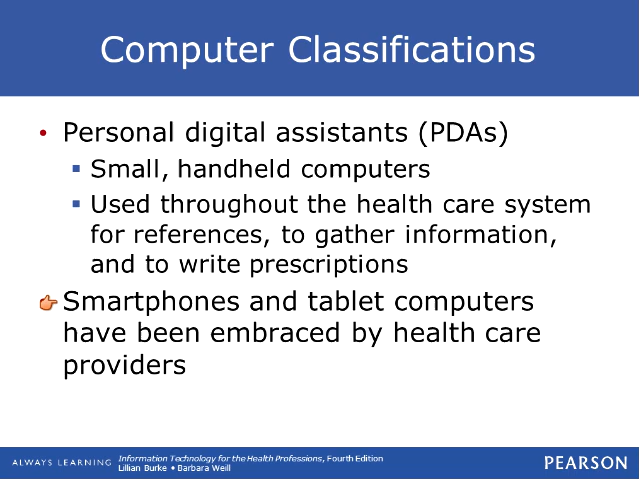 Computer Classifications
• Personal digital assistants (PDAs)
▪ Small, handheld computers
▪ Used throughout the health care system
for references, to gather information,
and to write prescriptions
Smartphones and tablet computers
have been embraced by health care
providers
ALWAYS LEARNING
Information Technology for the Health Professions, Fourth Edition
Lillian Burke • Barbara Weill
PEARSON